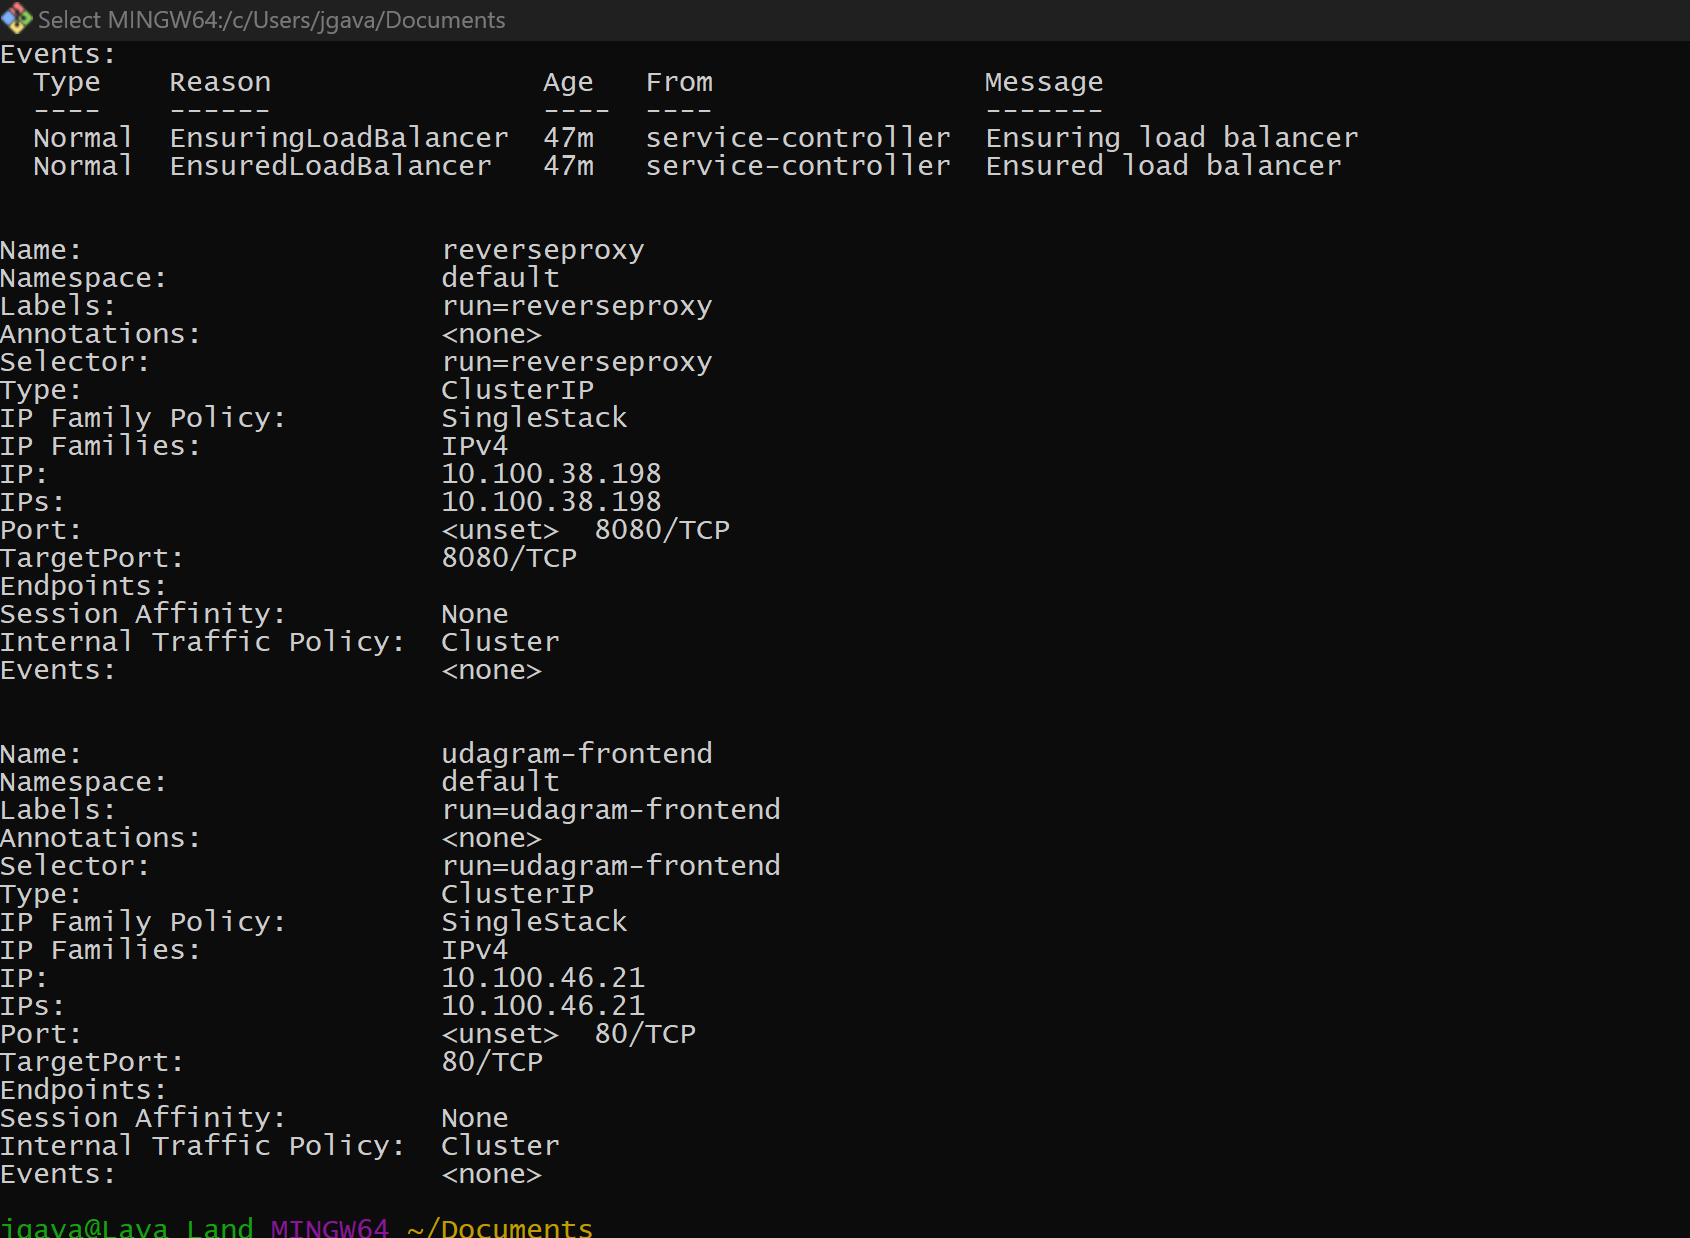 Select MINGW64:/c/Users/jgava/Documents
Events:
  Type    Reason                Age   From                Message
  ----    ------                ----  ----                -------
  Normal  EnsuringLoadBalancer  47m   service-controller  Ensuring load balancer
  Normal  EnsuredLoadBalancer   47m   service-controller  Ensured load balancer
Name:                     reverseproxy
Namespace:                default
Labels:                   run=reverseproxy
Annotations:              <none>
Selector:                 run=reverseproxy
Type:                     ClusterIP
IP Family Policy:         SingleStack
IP Families:              IPv4
IP:                       10.100.38.198
IPs:                      10.100.38.198
Port:                     <unset>  8080/TCP
TargetPort:               8080/TCP
Endpoints:
Session Affinity:         None
Internal Traffic Policy:  Cluster
Events:                   <none>
Name:                     udagram-frontend
Namespace:                default
Labels:                   run=udagram-frontend
Annotations:              <none>
Selector:                 run=udagram-frontend
Type:                     ClusterIP
IP Family Policy:         SingleStack
IP Families:              IPv4
IP:                       10.100.46.21
IPs:                      10.100.46.21
Port:                     <unset>  80/TCP
TargetPort:               80/TCP
Endpoints:
Session Affinity:         None
Internal Traffic Policy:  Cluster
Events:                   <none>
jgava@Lava_Land MINGW64 ~/Documents